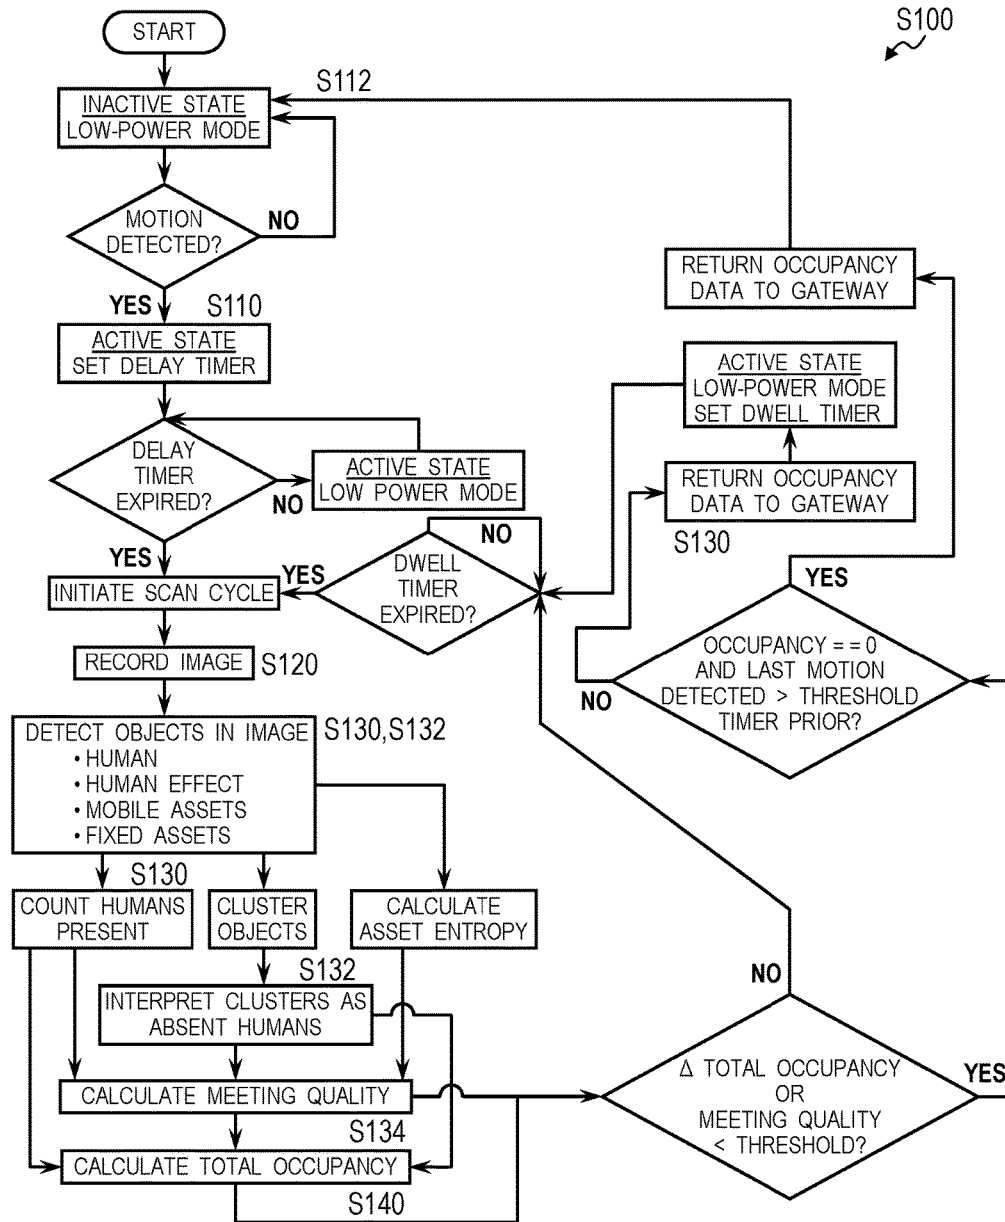 START
S100
INACTIVE STATE
LOW-POWER MODE
S112
MOTION
DETECTED?
NO
YES
S110
ACTIVE STATE
SET DELAY TIMER
DELAY
TIMER
EXPIRED?
NO
ACTIVE STATE
LOW POWER MODE
YES
INITIATE SCAN CYCLE
YES
DWELL
TIMER
EXPIRED?
NO
RETURN OCCUPANCY
DATA TO GATEWAY
ACTIVE STATE
LOW-POWER MODE
SET DWELL TIMER
RETURN OCCUPANCY
DATA TO GATEWAY
S130
YES
OCCUPANCY == 0
AND LAST MOTION
DETECTED > THRESHOLD
TIMER PRIOR?
NO
RECORD IMAGE
S120
DETECT OBJECTS IN IMAGE
• HUMAN
• HUMAN EFFECT
• MOBILE ASSETS
• FIXED ASSETS
S130,S132
S130
COUNT HUMANS
PRESENT
CLUSTER
OBJECTS
CALCULATE
ASSET ENTROPY
S132
INTERPRET CLUSTERS AS
ABSENT HUMANS
CALCULATE MEETING QUALITY
S134
CALCULATE TOTAL OCCUPANCY
S140
NO
Δ TOTAL OCCUPANCY
OR
MEETING QUALITY
< THRESHOLD?
YES